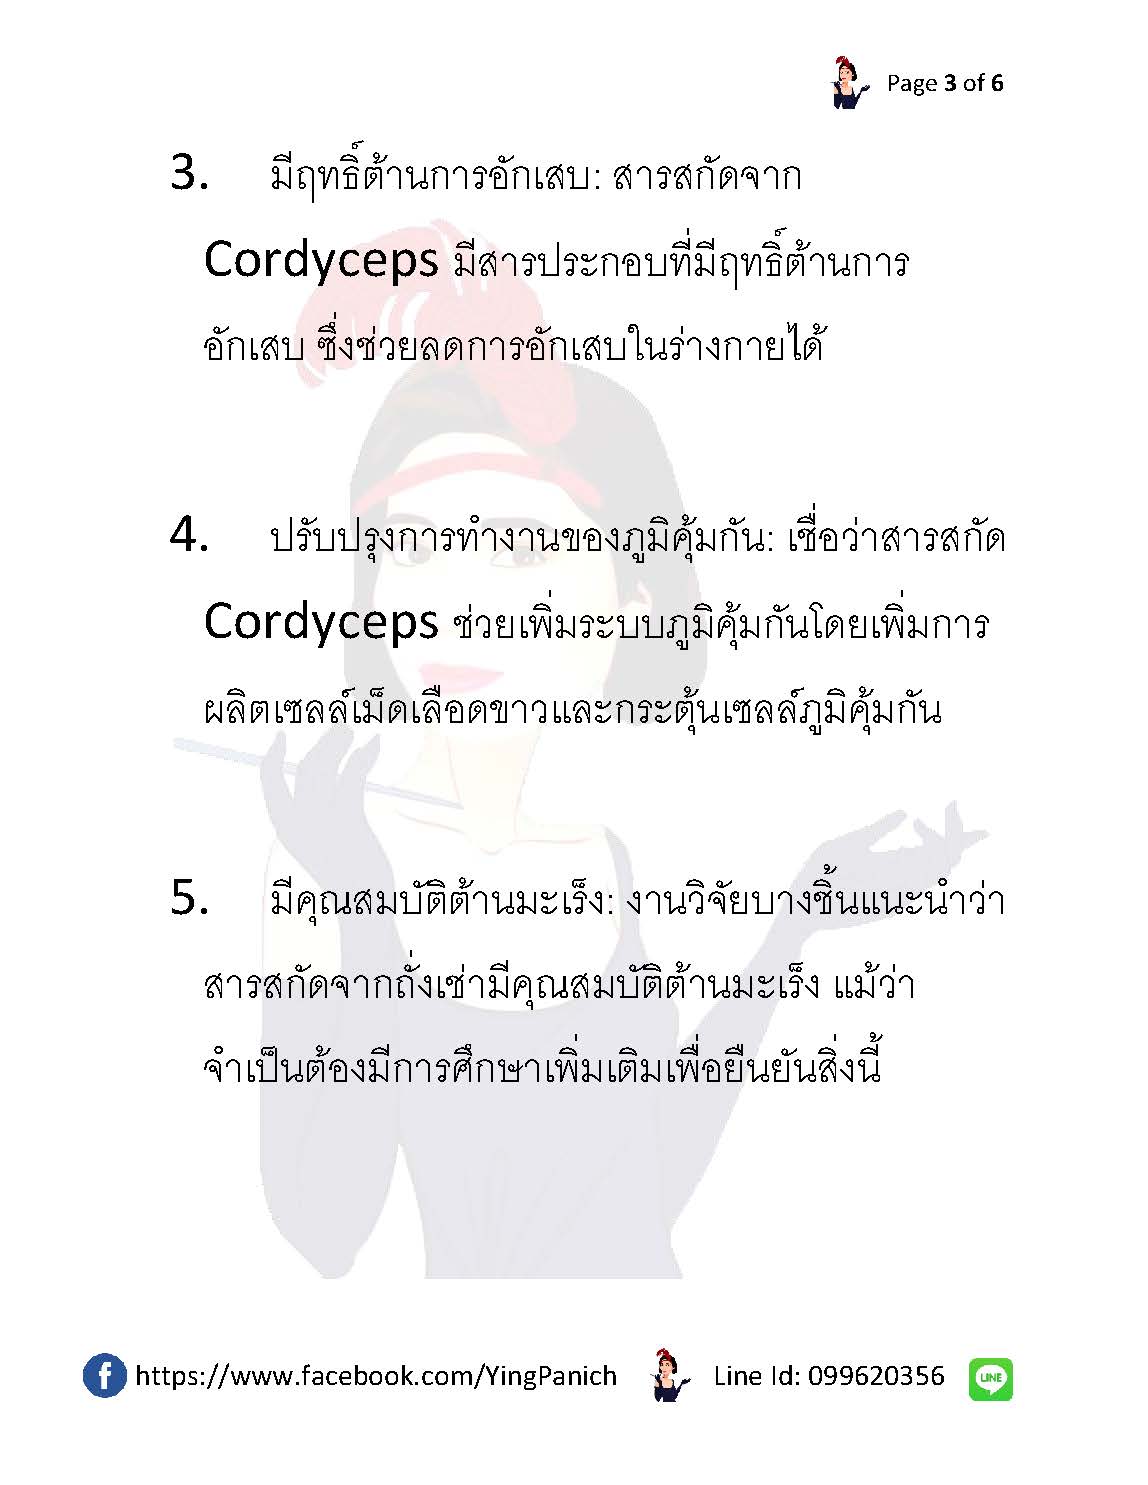 Page 3 of 6
3. มีฤทธิ์ต้านการอักเสบ: สารสกัดจาก
Cordyceps มีสารประกอบที่มีฤทธิ์ต้านการ
อักเสบ ซึ่งช่วยลดการอักเสบในร่างกายได้
4. ปรับปรุงการทำงานของภูมิคุ้มกัน: เชื่อว่าสารสกัด
Cordyceps ช่วยเพิ่มระบบภูมิคุ้มกันโดยเพิ่มการ
ผลิตเซลล์เม็ดเลือดขาวและกระตุ้นเซลล์ภูมิคุ้มกัน
5. มีคุณสมบัติต้านมะเร็ง: งานวิจัยบางชิ้นแนะนำว่า
สารสกัดจากถั่งเช่ามีคุณสมบัติต้านมะเร็ง แม้ว่า
จำเป็นต้องมีการศึกษาเพิ่มเติมเพื่อยืนยันสิ่งนี้
https://www.facebook.com/YingPanich Line Id: 099620356 LINE